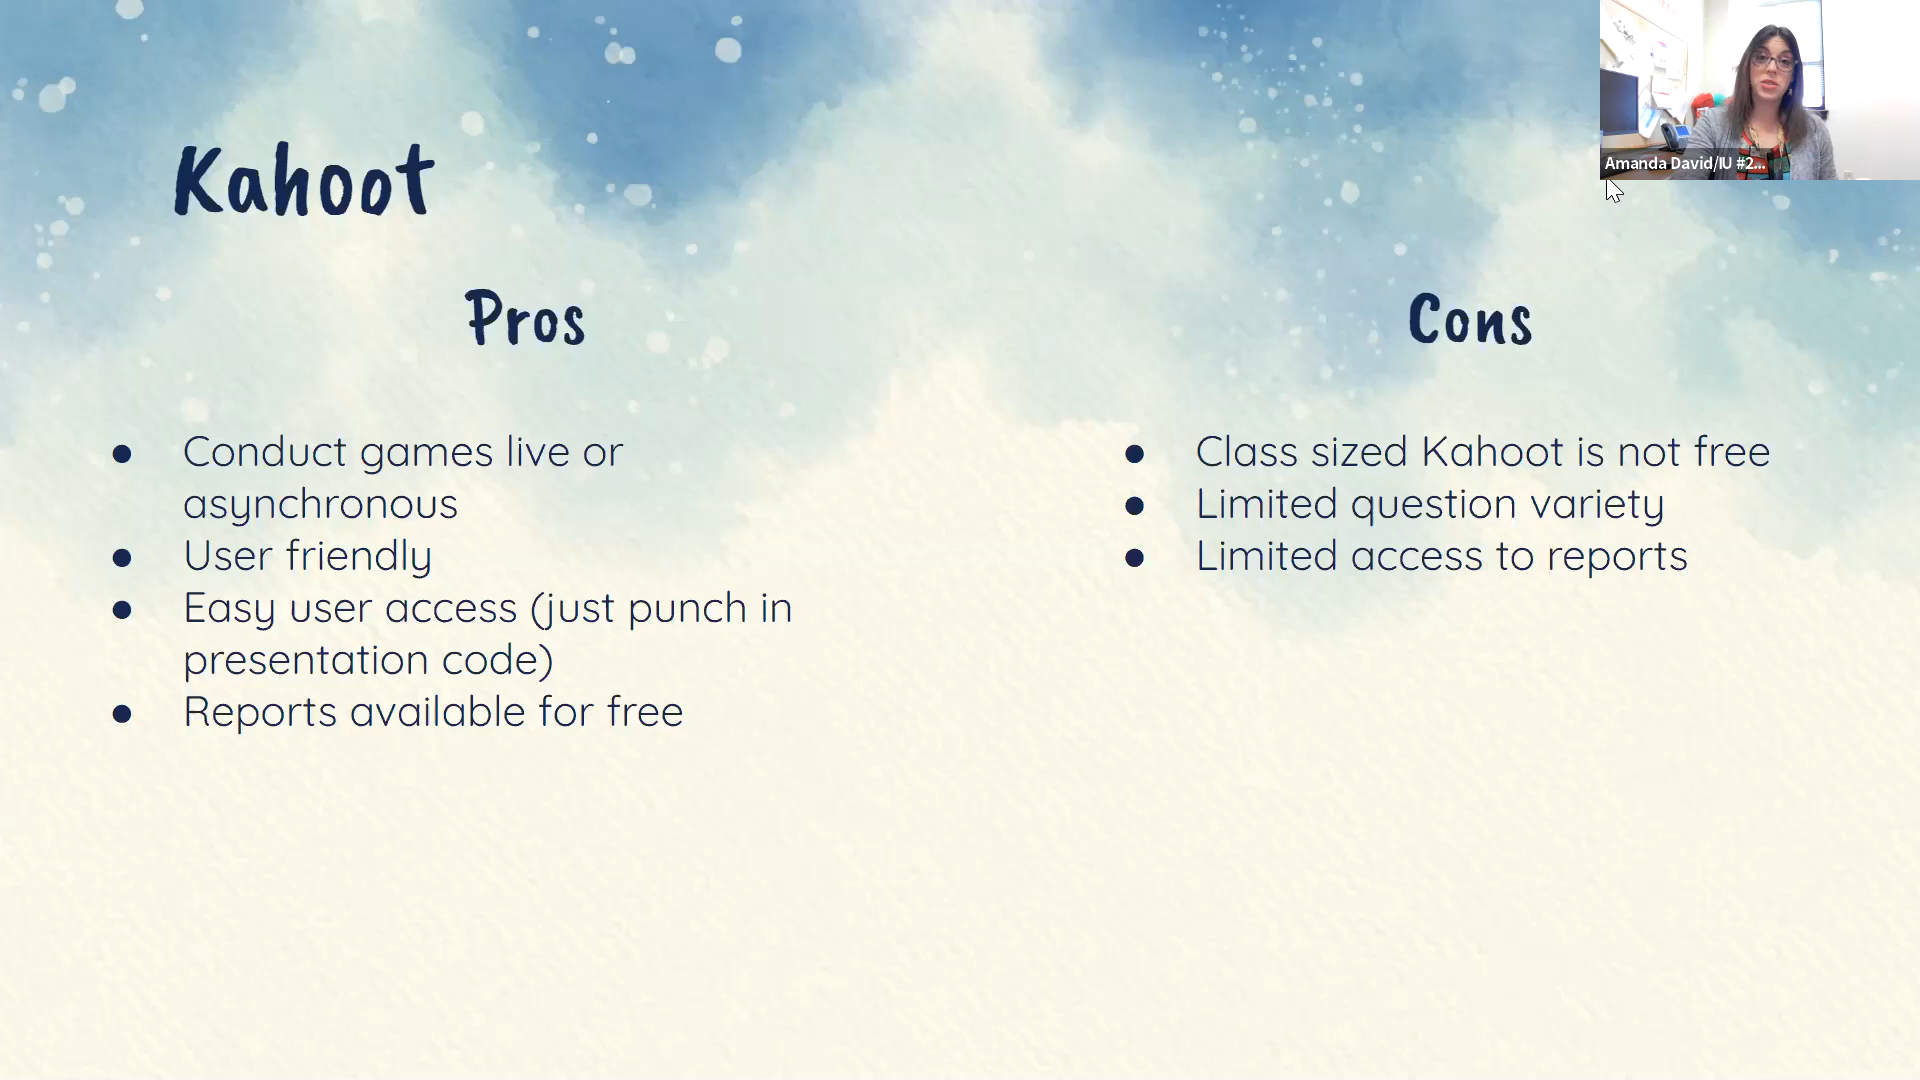 Kahoot
Pros
Conduct games live or
asynchronous
User friendly
Easy user access (just punch in
presentation code)
Reports available for free
Cons
Class sized Kahoot is not free
Limited question variety
Limited access to reports
Amanda David/IU #2...